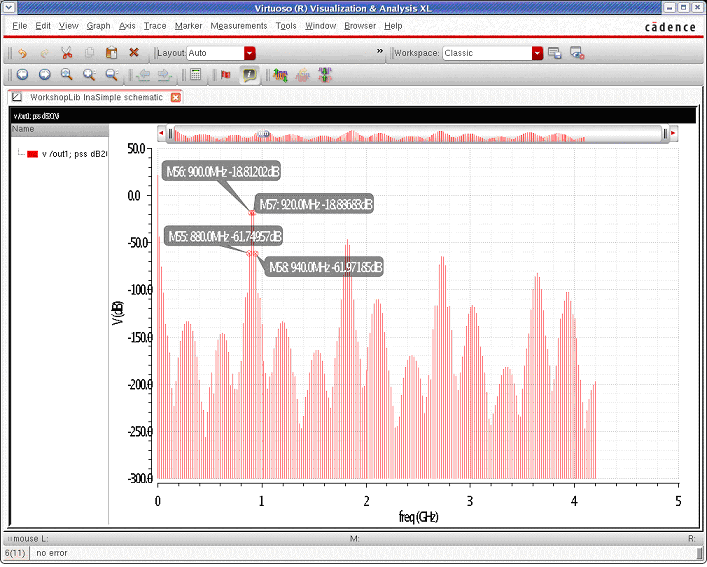 Virtuoso (R) Visualization & Analysis XL
File Edit View Graph Axis Trace Marker Measurements Tools Window Browser Help
cādence
Layout: Auto
»
Workspace: Classic
WorkshopLib lnaSimple schematic
Name
v /out1; pss dB20
50.0
0.0
-50.0
-100.0
-150.0
-200.0
-250.0
-300.0
V (dB)
M56: 900.0MHz -18.81202dB
M57: 920.0MHz -18.88683dB
M55: 880.0MHz -61.74957dB
M58: 940.0MHz -61.97185dB
0 1 2 3 4 5
freq (GHz)
mouse L: M: R:
6(11) no error